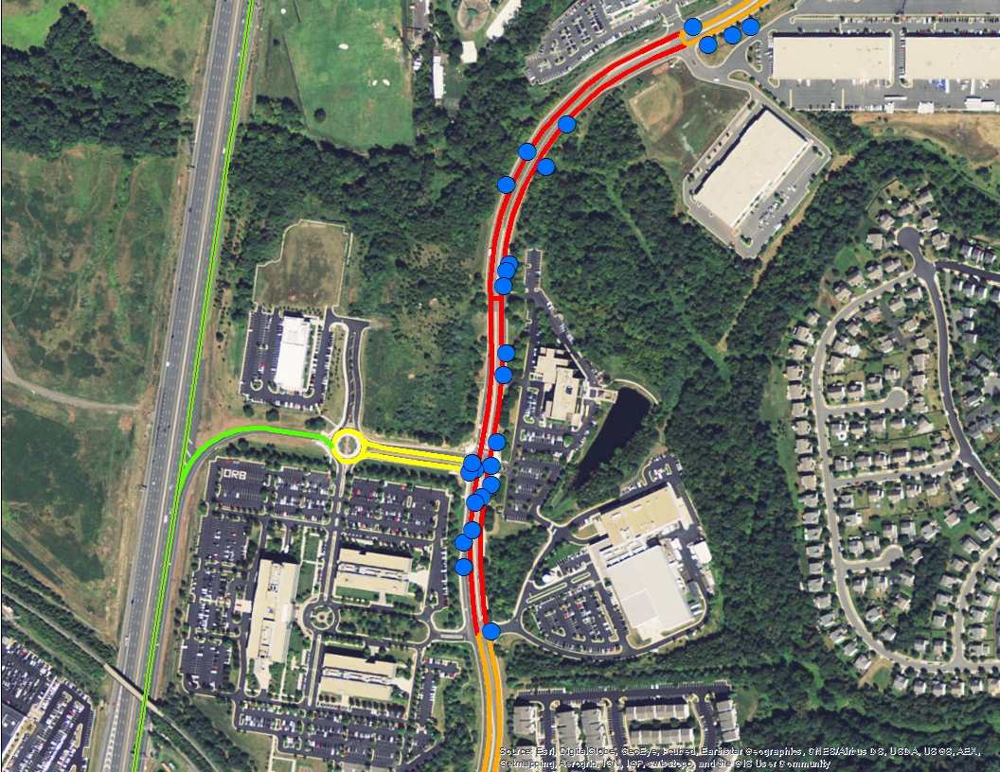 ORB
Source: Esri, DigitalGlobe, GeoEye, i-cubed, Earthstar Geographics, CNES/Airbus DS, USDA, USGS, AEX,
Getmapping, Aerogrid, IGN, IGP, swisstopo, and the GIS User Community